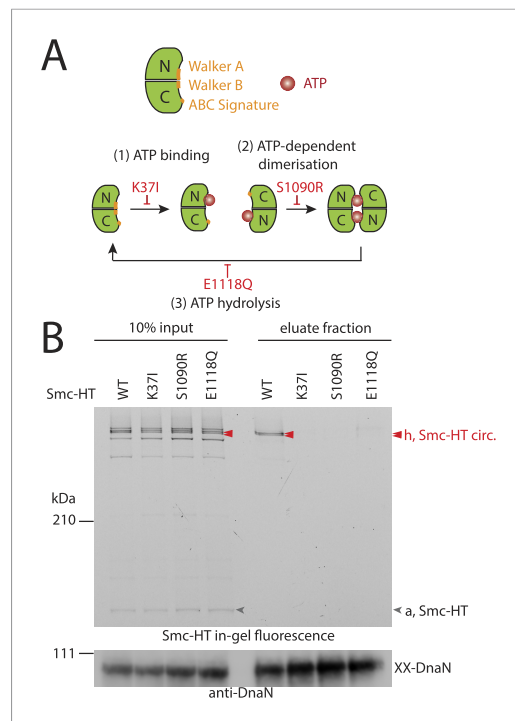 A
N
C
Walker A
Walker B
ABC Signature
ATP
(1) ATP binding
(2) ATP-dependent
dimerisation
K37I
S1090R
N
C
N
C
C
N
N
C
C
N
E1118Q
(3) ATP hydrolysis
B
10% input
eluate fraction
Smc-HT
WT
K37I
S1090R
E1118Q
WT
K37I
S1090R
E1118Q
h, Smc-HT circ.
kDa
210
a, Smc-HT
Smc-HT in-gel fluorescence
111
XX-DnaN
anti-DnaN